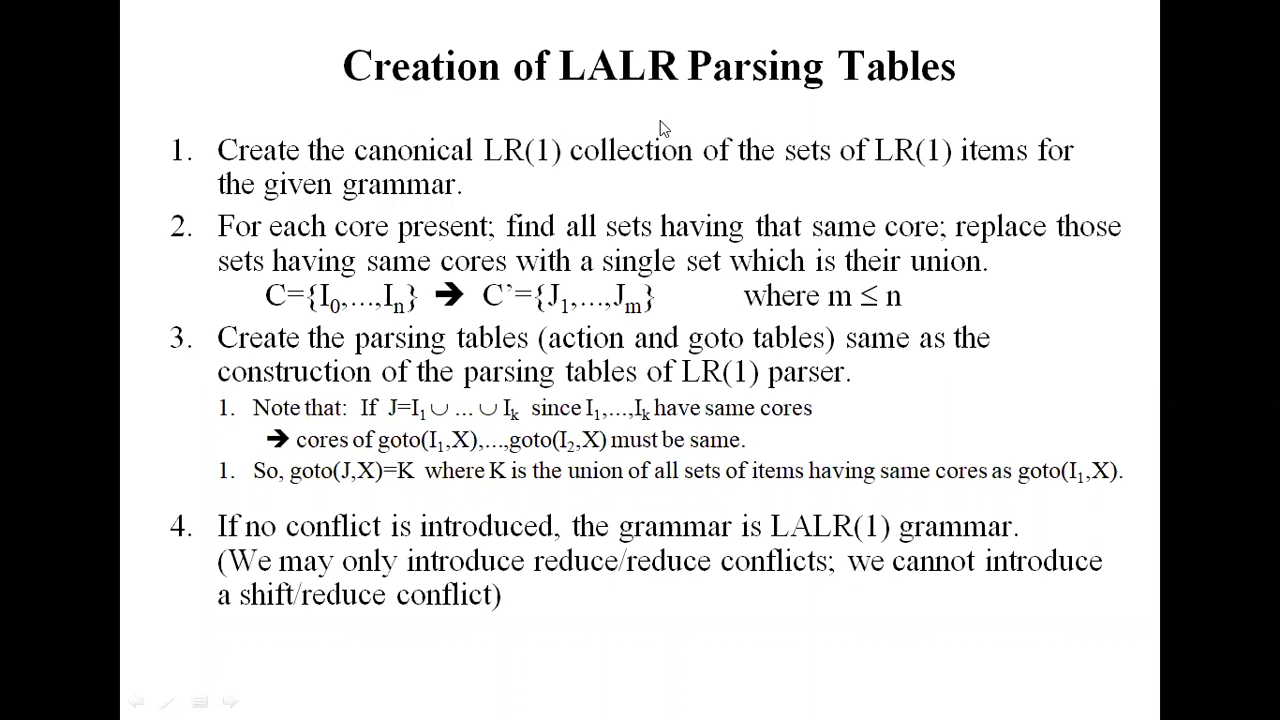 Creation of LALR Parsing Tables
1. Create the canonical LR(1) collection of the sets of LR(1) items for
the given grammar.
2. For each core present; find all sets having that same core; replace those
sets having same cores with a single set which is their union.
C={I₀,...,Iₙ} ➔ C’={J₁,...,Jₘ} where m ≤ n
3. Create the parsing tables (action and goto tables) same as the
construction of the parsing tables of LR(1) parser.
1. Note that: If J=I₁ ∪ ... ∪ Iₖ since I₁,...,Iₖ have same cores
➔ cores of goto(I₁,X),...,goto(I₂,X) must be same.
1. So, goto(J,X)=K where K is the union of all sets of items having same cores as goto(I₁,X).
4. If no conflict is introduced, the grammar is LALR(1) grammar.
(We may only introduce reduce/reduce conflicts; we cannot introduce
a shift/reduce conflict)